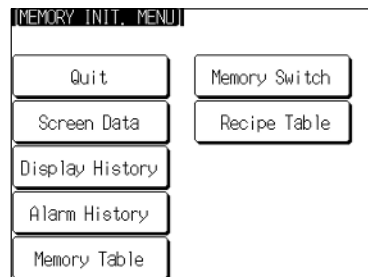 [MEMORY INIT. MENU]
Quit
Memory Switch
Screen Data
Recipe Table
Display History
Alarm History
Memory Table